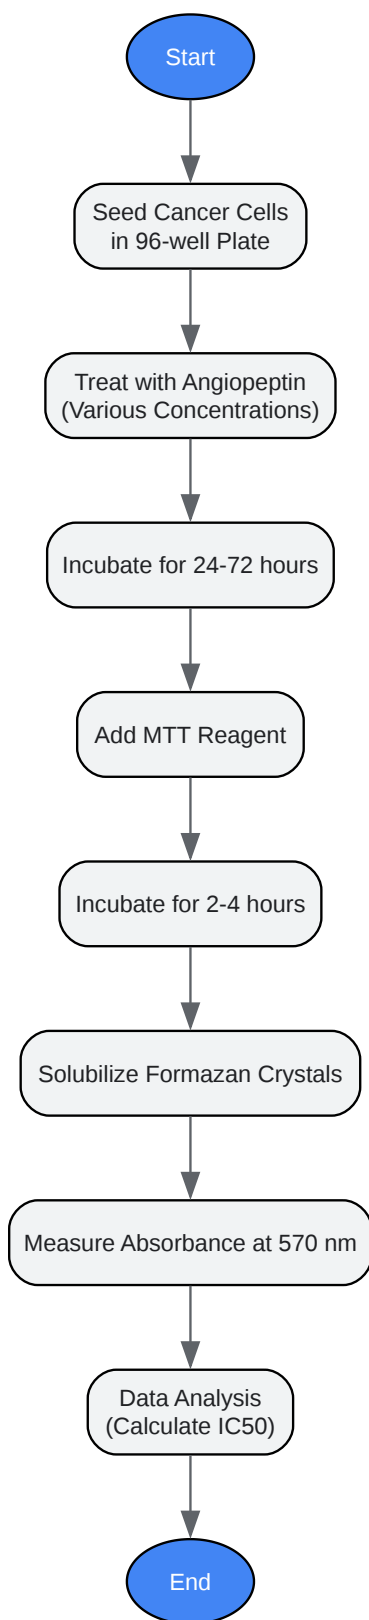 Start
Seed Cancer Cells
in 96-well Plate
Treat with Angiopeptin
(Various Concentrations)
Incubate for 24-72 hours
Add MTT Reagent
Incubate for 2-4 hours
Solubilize Formazan Crystals
Measure Absorbance at 570 nm
Data Analysis
(Calculate IC50)
End